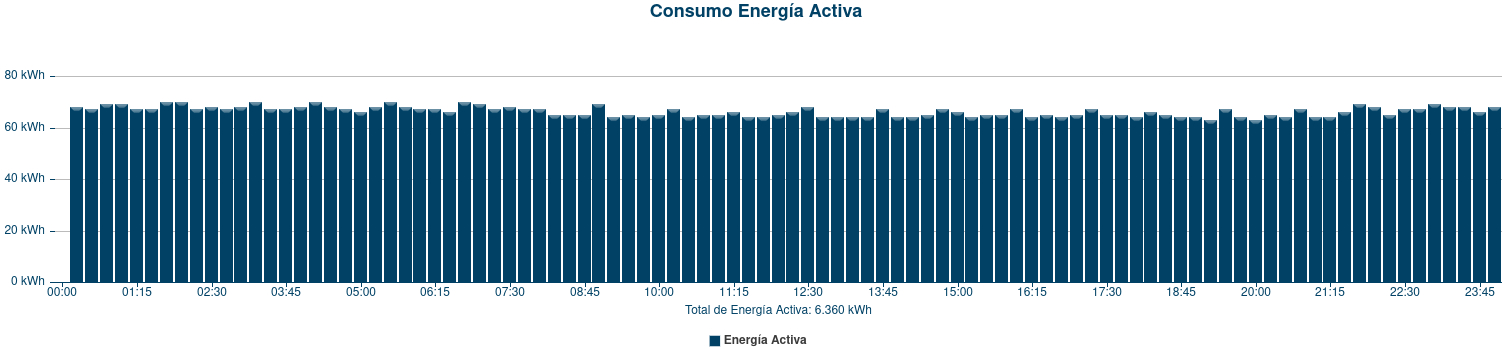 Consumo Energía Activa
80 kWh
60 kWh
40 kWh
20 kWh
0 kWh
00:00 01:15 02:30 03:45 05:00 06:15 07:30 08:45 10:00 11:15 12:30 13:45 15:00 16:15 17:30 18:45 20:00 21:15 22:30 23:45
Total de Energía Activa: 6.360 kWh
Energía Activa